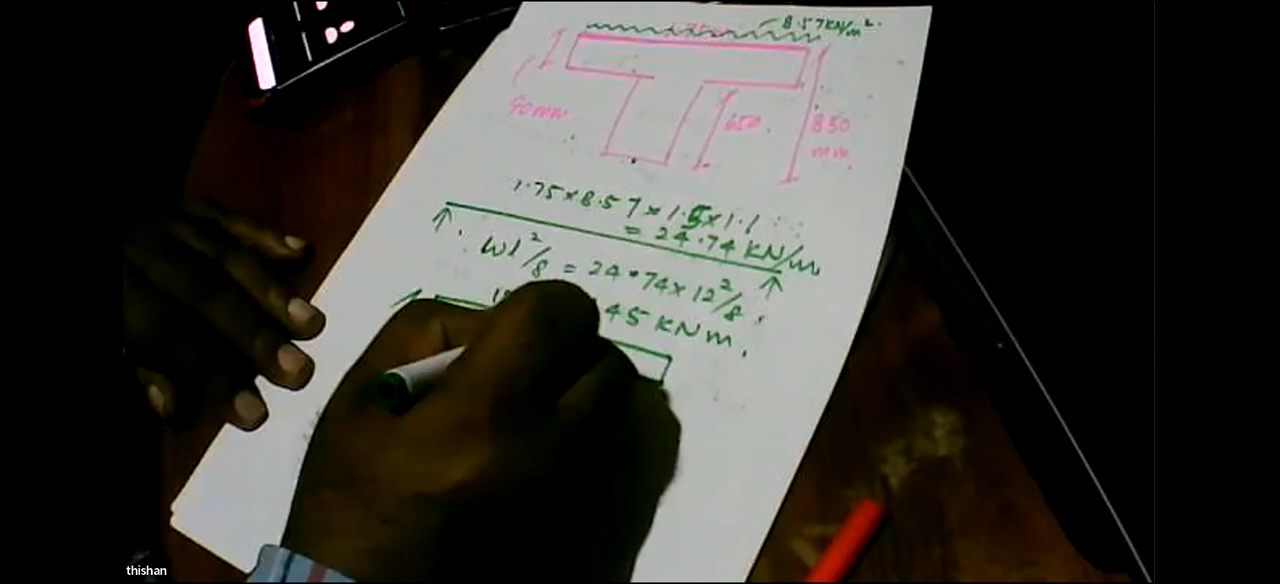 8.57KN/m².
90mm
650.
850
mm.
1.75×8.57×1.5×1.1
= 24.74 KN/m
wl²/8 = 24.74×12²/8.
45 KNm.
thishan